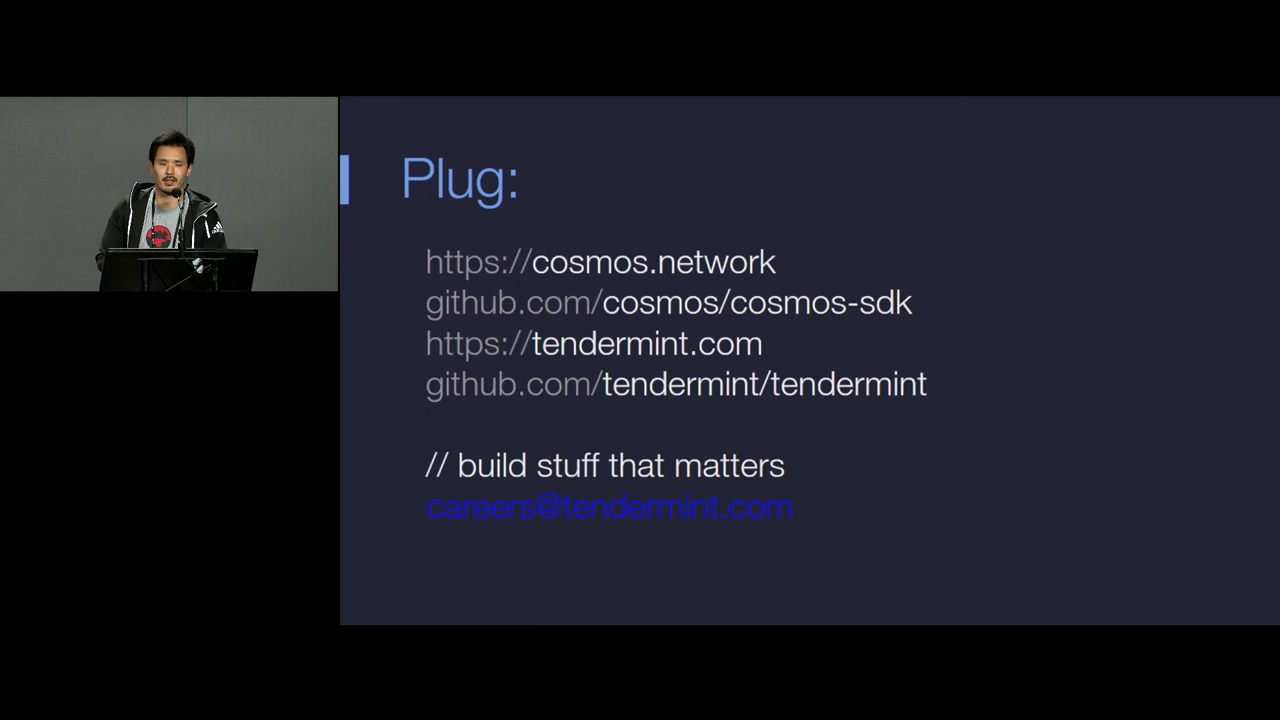 Plug:
https://cosmos.network
github.com/cosmos/cosmos-sdk
https://tendermint.com
github.com/tendermint/tendermint
// build stuff that matters
careers@tendermint.com